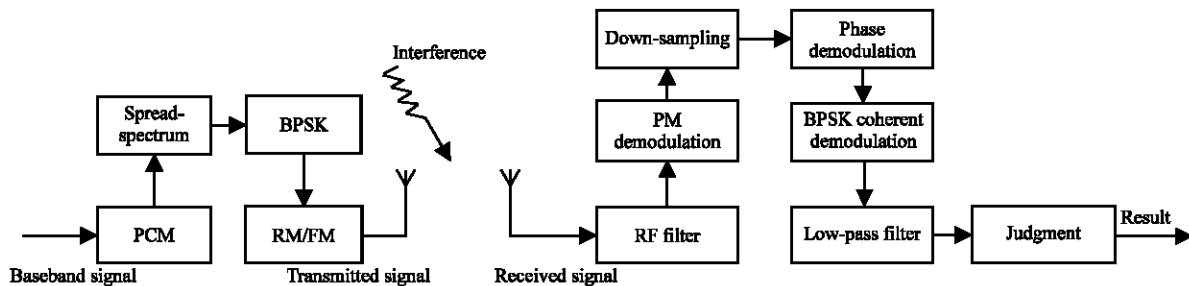 Baseband signal
PCM
Spread-
spectrum
BPSK
RM/FM
Transmitted signal
Interference
Received signal
RF filter
PM
demodulation
Down-sampling
Phase
demodulation
BPSK coherent
demodulation
Low-pass filter
Judgment
Result